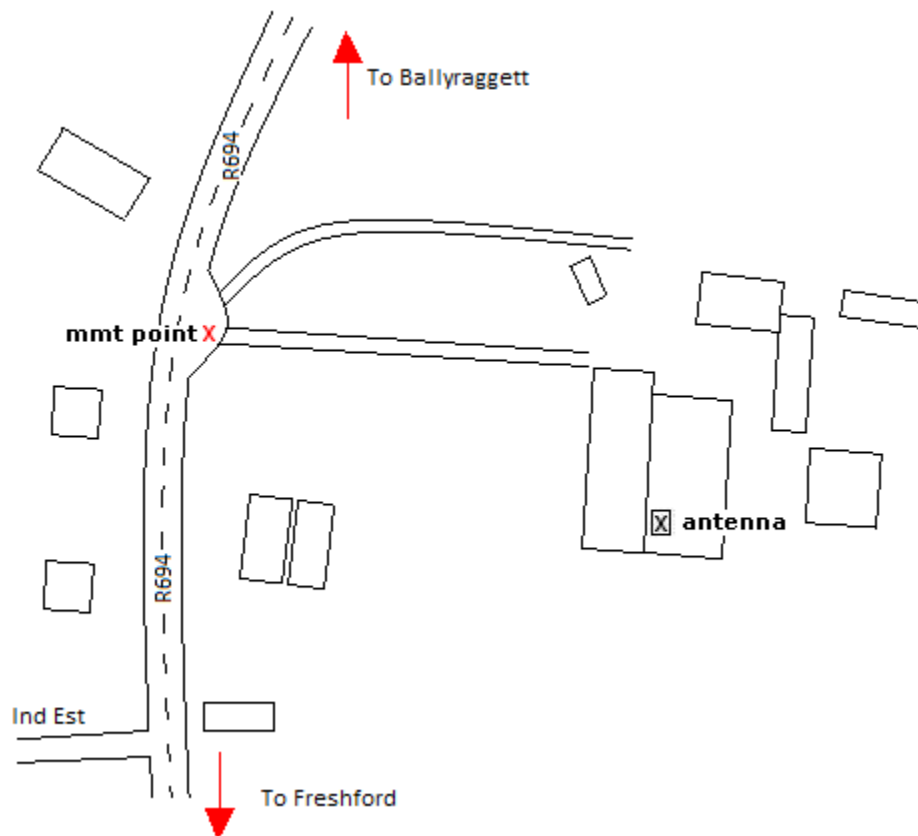 To Ballyraggett
R694
mmt point X
X antenna
R694
Ind Est
To Freshford